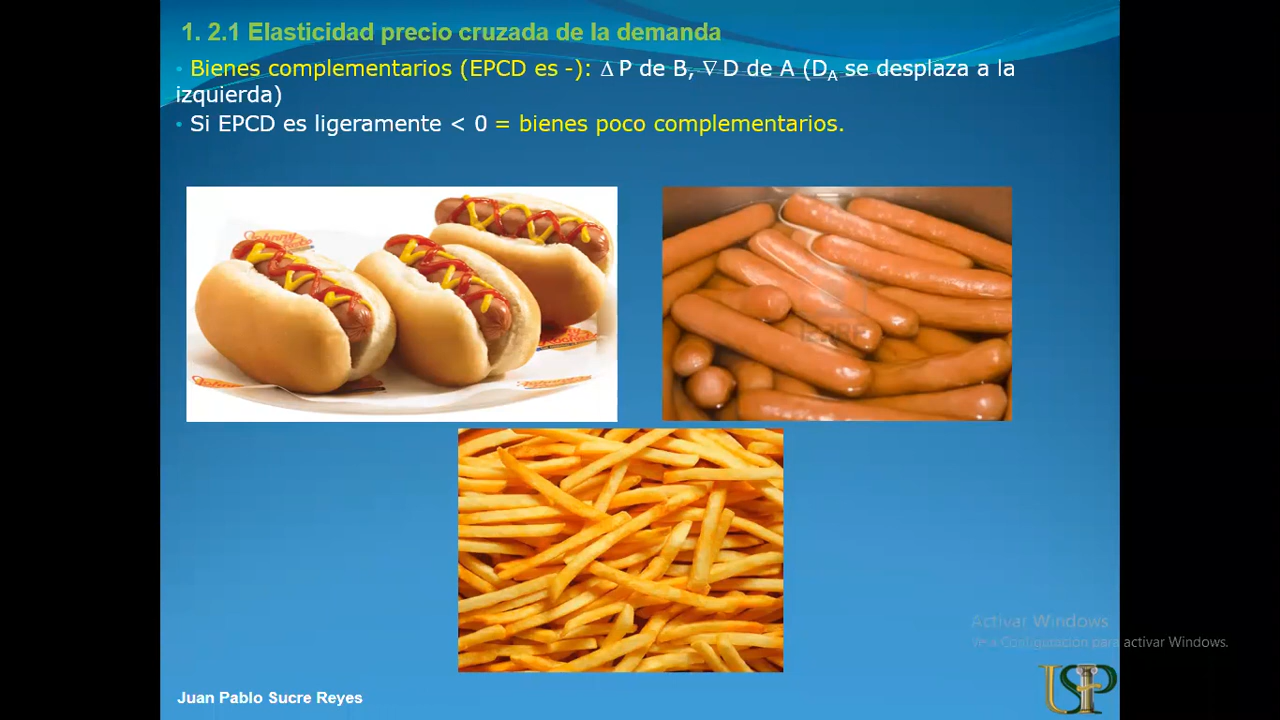 1. 2.1 Elasticidad precio cruzada de la demanda
• Bienes complementarios (EPCD es -): Δ P de B, ∇ D de A (DA se desplaza a la
izquierda)
• Si EPCD es ligeramente < 0 = bienes poco complementarios.
Activar Windows
Ve a Configuración para activar Windows.
USP
Juan Pablo Sucre Reyes